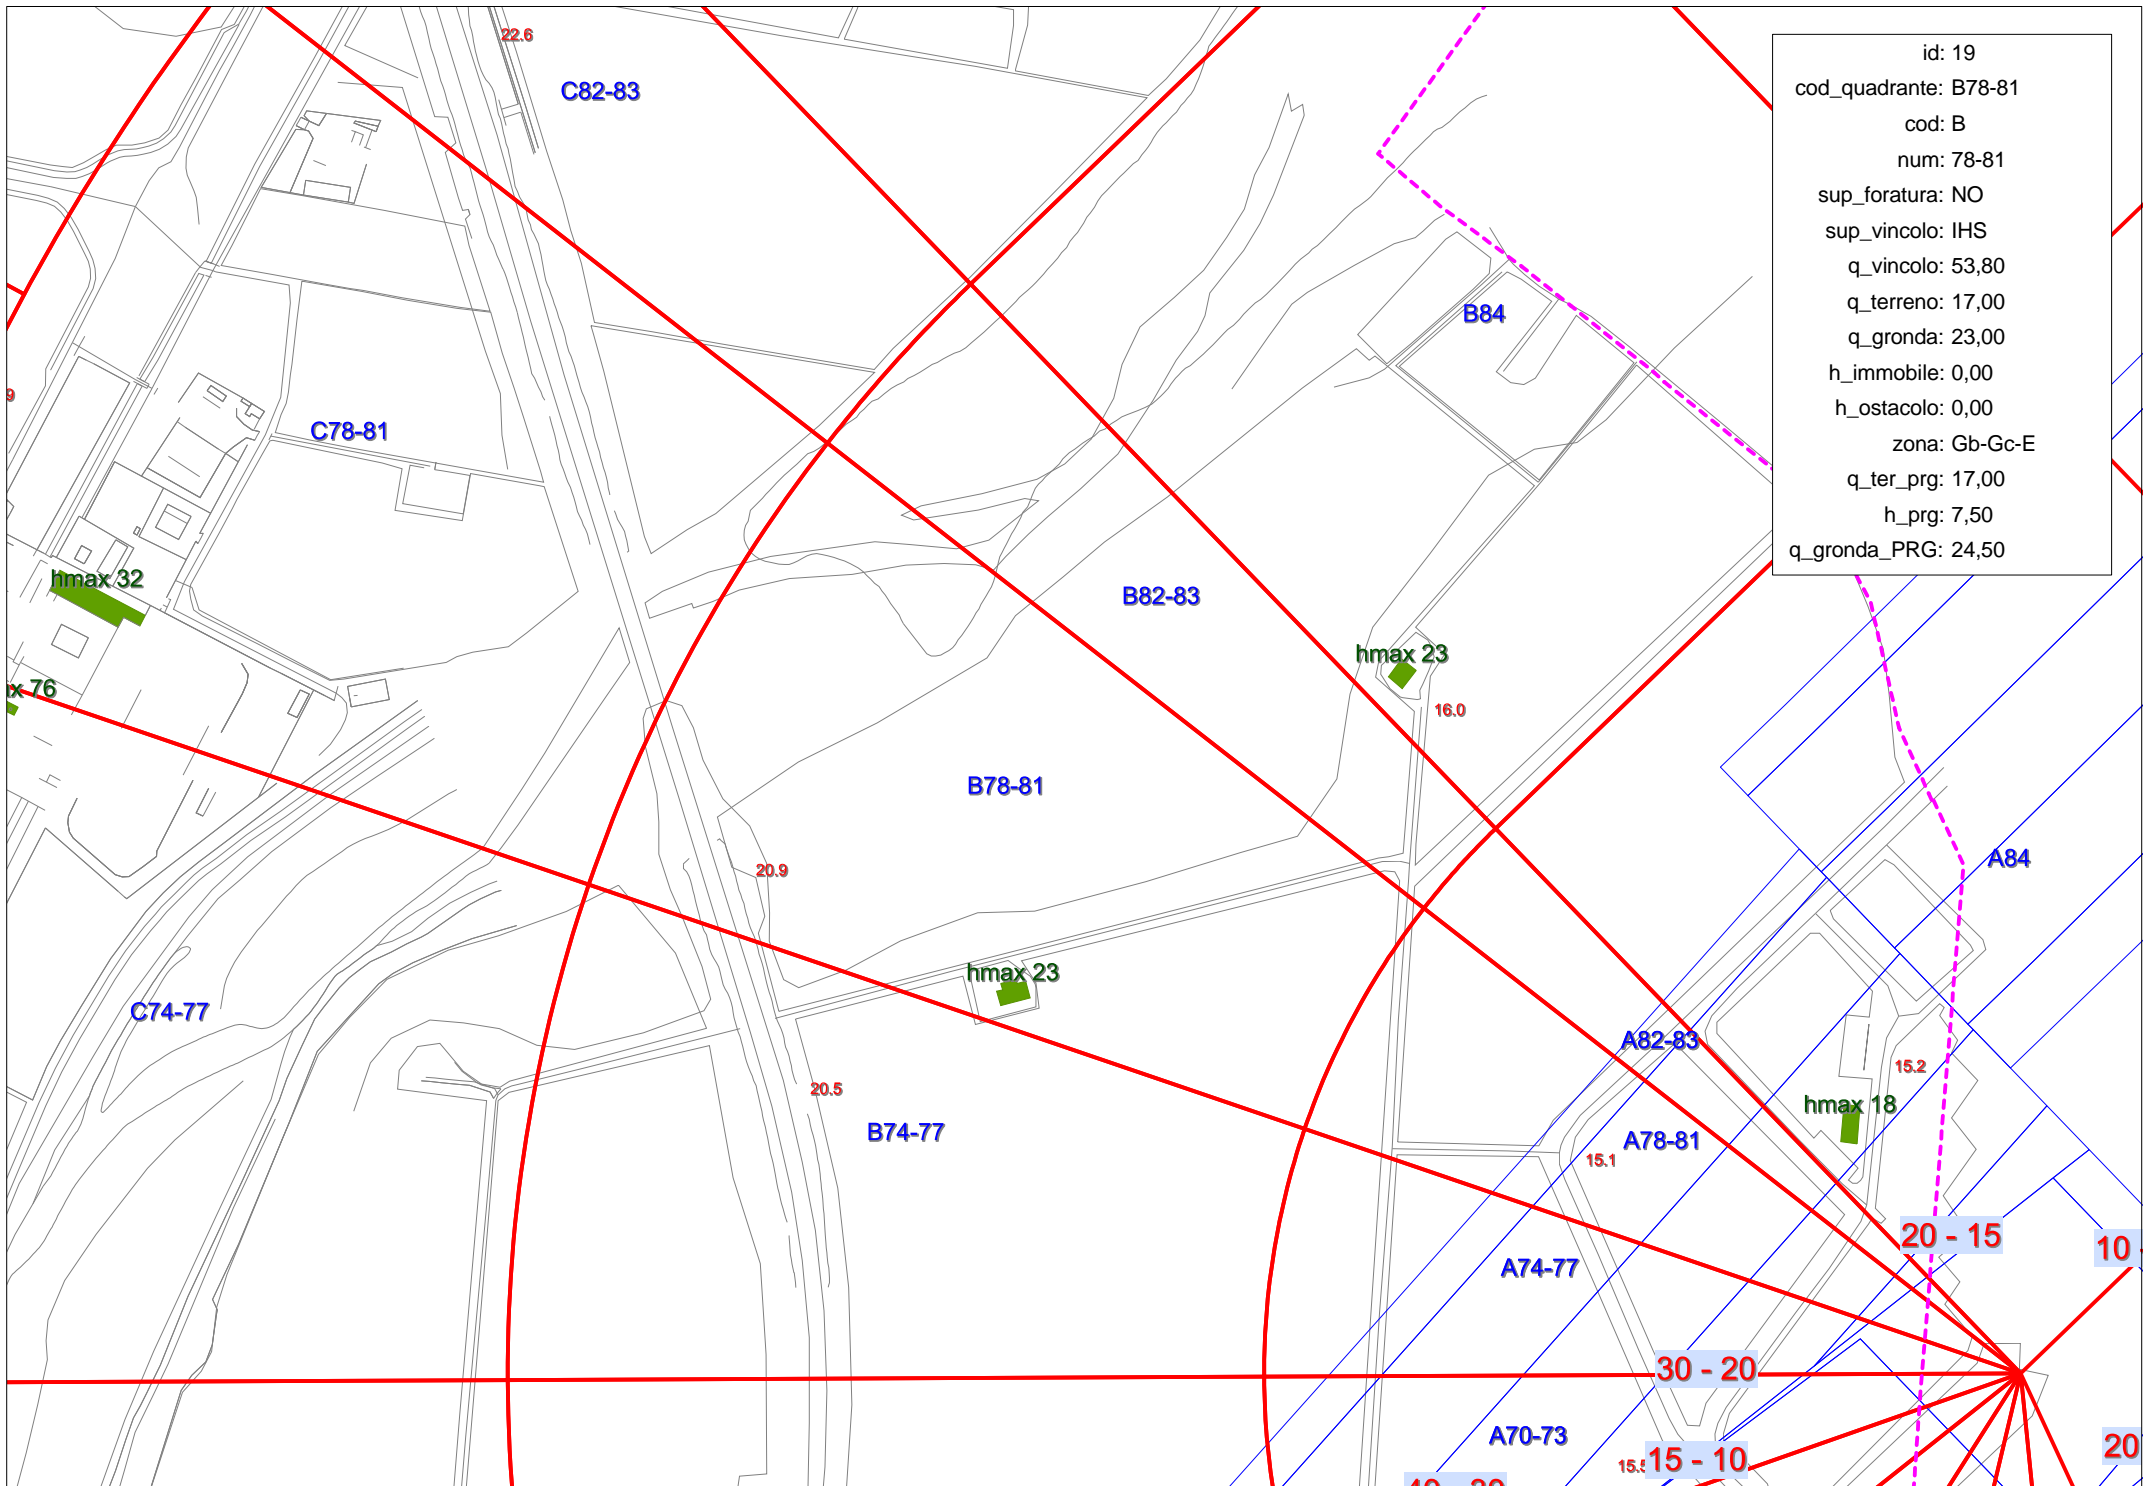 22.6
C82-83
id: 19
cod_quadrante: B78-81
cod: B
num: 78-81
sup_foratura: NO
sup_vincolo: IHS
q_vincolo: 53,80
q_terreno: 17,00
q_gronda: 23,00
h_immobile: 0,00
h_ostacolo: 0,00
zona: Gb-Gc-E
q_ter_prg: 17,00
h_prg: 7,50
q_gronda_PRG: 24,50
B84
9
C78-81
hmax 32
B82-83
hmax 23
x 76
16.0
B78-81
A84
20.9
hmax 23
C74-77
A82-83
15.2
20.5
hmax 18
B74-77
A78-81
15.1
20 - 15
10
A74-77
30 - 20
A70-73
20
15.5
15 - 10